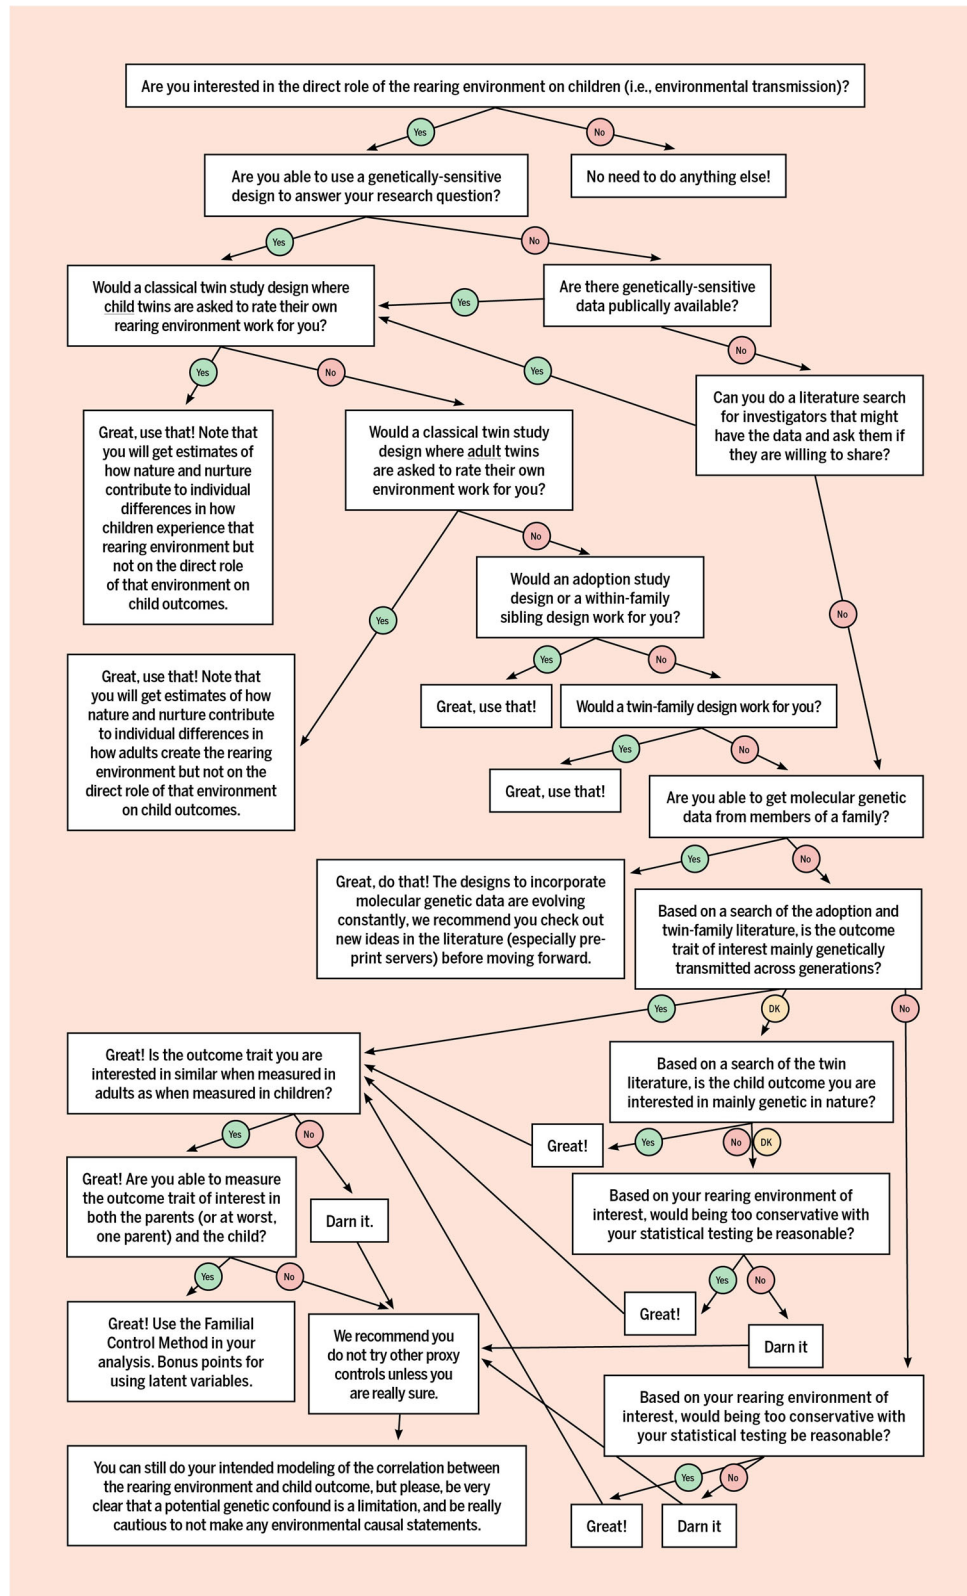 Are you interested in the direct role of the rearing environment on children (i.e., environmental transmission)?
Yes
No
Are you able to use a genetically-sensitive
design to answer your research question?
No need to do anything else!
Yes
No
Would a classical twin study design where
child twins are asked to rate their own
rearing environment work for you?
Yes
Are there genetically-sensitive
data publically available?
Yes
No
Yes
No
Can you do a literature search
for investigators that might
have the data and ask them if
they are willing to share?
Great, use that! Note that
you will get estimates of
how nature and nurture
contribute to individual
differences in how
children experience that
rearing environment but
not on the direct role
of that environment on
child outcomes.
Would a classical twin study
design where adult twins
are asked to rate their own
environment work for you?
No
Would an adoption study
design or a within-family
sibling design work for you?
Yes
No
Yes
No
Great, use that! Note that
you will get estimates of how
nature and nurture contribute
to individual differences in
how adults create the rearing
environment but not on the
direct role of that environment
on child outcomes.
Great, use that!
Would a twin-family design work for you?
Yes
No
Great, use that!
Are you able to get molecular genetic
data from members of a family?
Yes
No
Great, do that! The designs to incorporate
molecular genetic data are evolving
constantly, we recommend you check out
new ideas in the literature (especially pre-
print servers) before moving forward.
Based on a search of the adoption and
twin-family literature, is the outcome
trait of interest mainly genetically
transmitted across generations?
Yes
DK
No
Great! Is the outcome trait you are
interested in similar when measured in
adults as when measured in children?
Based on a search of the twin
literature, is the child outcome you are
interested in mainly genetic in nature?
Yes
No
Great!
Yes
No
DK
Great! Are you able to measure
the outcome trait of interest in
both the parents (or at worst,
one parent) and the child?
Darn it.
Based on your rearing environment of
interest, would being too conservative with
your statistical testing be reasonable?
Yes
No
Yes
No
Great! Use the Familial
Control Method in your
analysis. Bonus points for
using latent variables.
We recommend you
do not try other proxy
controls unless you
are really sure.
Great!
Darn it
Based on your rearing environment of
interest, would being too conservative with
your statistical testing be reasonable?
You can still do your intended modeling of the correlation between
the rearing environment and child outcome, but please, be very
clear that a potential genetic confound is a limitation, and be really
cautious to not make any environmental causal statements.
Yes
No
Great!
Darn it